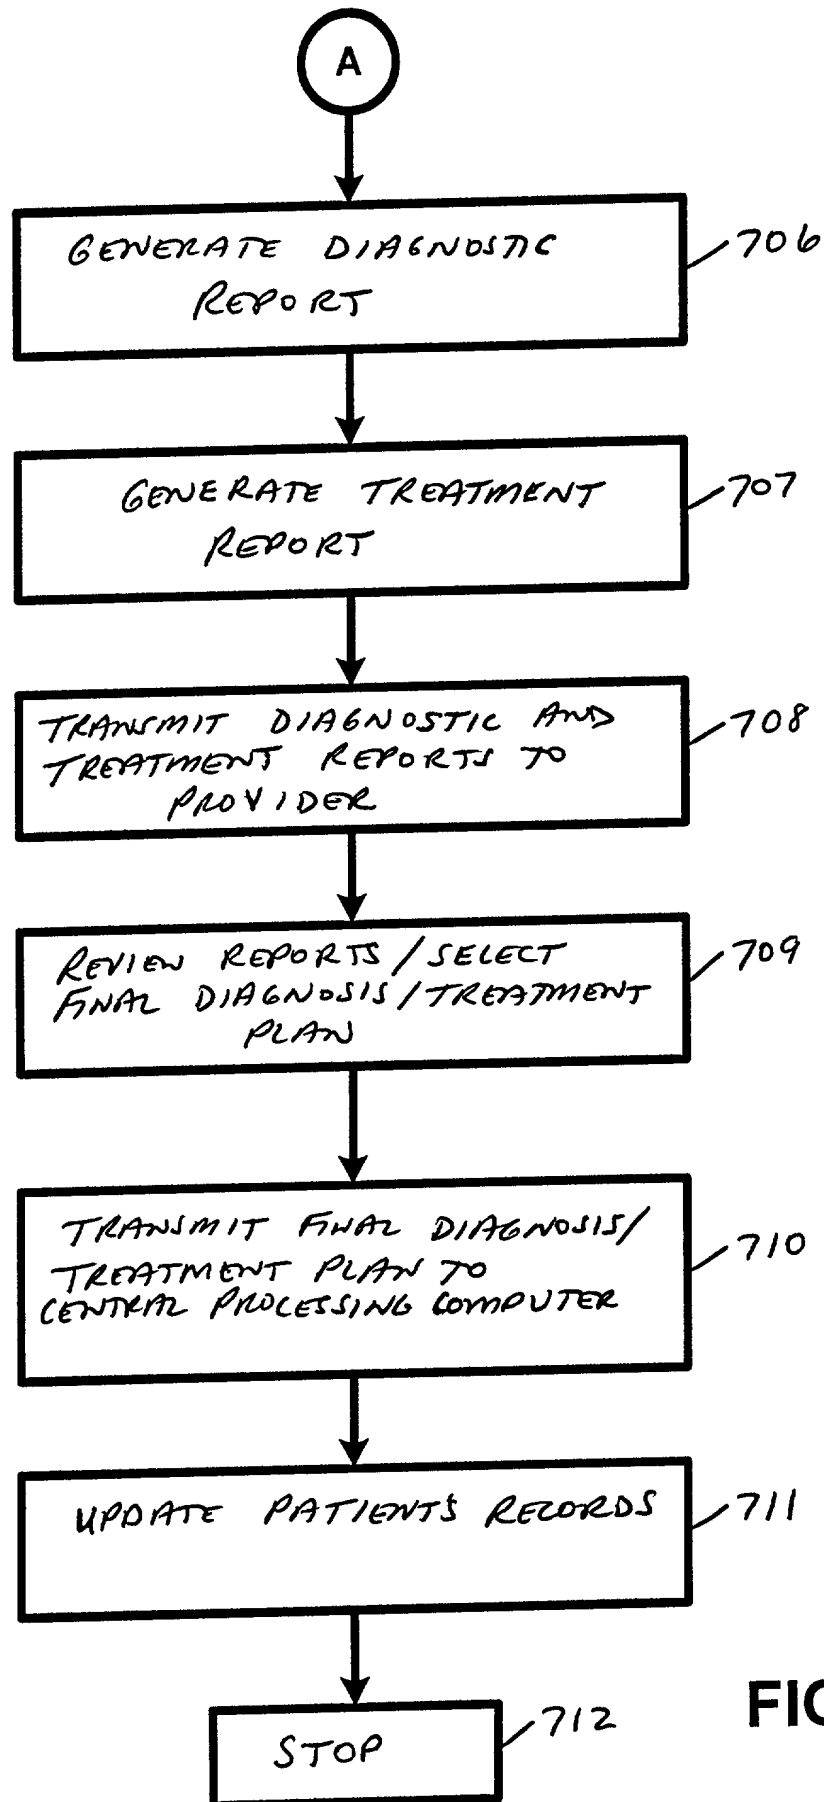 A
GENERATE DIAGNOSTIC
REPORT
706
GENERATE TREATMENT
REPORT
707
TRANSMIT DIAGNOSTIC AND
TREATMENT REPORTS TO
PROVIDER
708
REVIEW REPORTS/SELECT
FINAL DIAGNOSIS/TREATMENT
PLAN
709
TRANSMIT FINAL DIAGNOSIS/
TREATMENT PLAN TO
CENTRAL PROCESSING COMPUTER
710
UPDATE PATIENT'S RECORDS
711
STOP
712
FIG